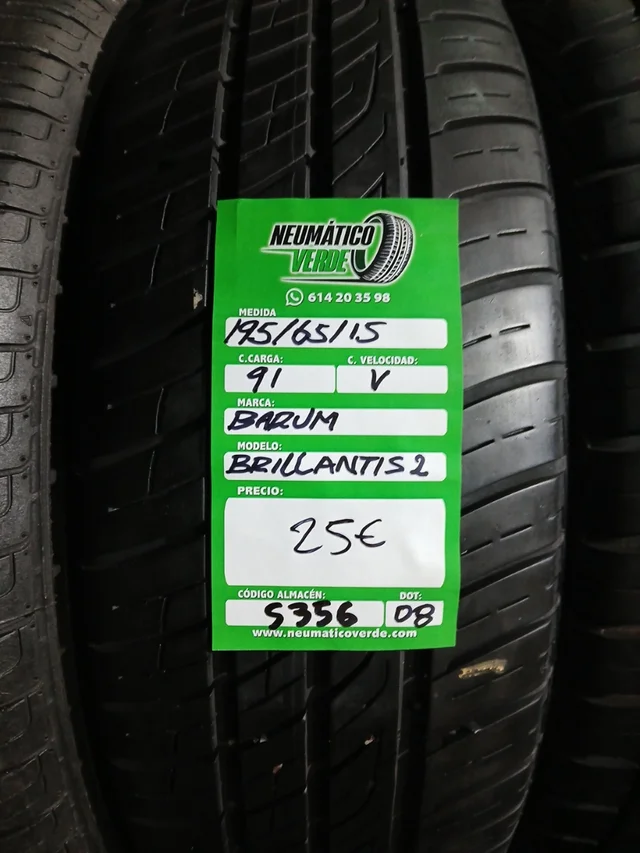 NEUMÁTICO
VERDE
614 20 35 98
MEDIDA
195/65/15
C.CARGA: C. VELOCIDAD:
91 V
MARCA:
BARUM
MODELO:
BRILLANTIS 2
PRECIO:
25€
CÓDIGO ALMACÉN: DOT:
S356 08
www.neumaticoverde.com